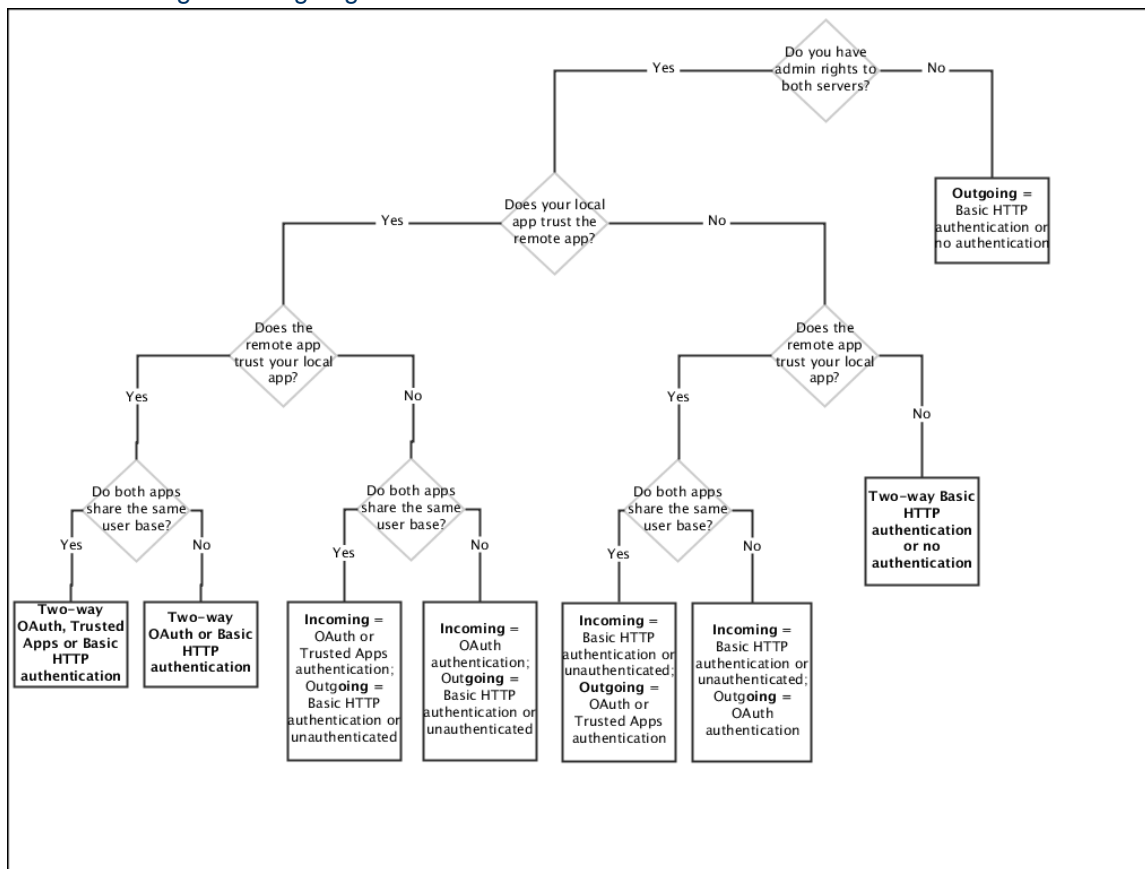 Do you have
admin rights to
both servers?
Yes
No
Outgoing =
Basic HTTP
authentication or
no authentication
Does your local
app trust the
remote app?
Yes
No
Does the
remote app
trust your local
app?
Yes
No
Does the
remote app
trust your local
app?
Yes
No
Do both apps
share the same
user base?
Yes
No
Do both apps
share the same
user base?
Yes
No
Do both apps
share the same
user base?
Yes
No
Two-way Basic
HTTP
authentication
or no
authentication
Two-way
OAuth, Trusted
Apps or Basic
HTTP
authentication
Two-way
OAuth or Basic
HTTP
authentication
Incoming =
OAuth or
Trusted Apps
authentication;
Outgoing =
Basic HTTP
authentication or
unauthenticated
Incoming =
OAuth
authentication;
Outgoing =
Basic HTTP
authentication or
unauthenticated
Incoming =
Basic HTTP
authentication or
unauthenticated;
Outgoing =
OAuth or
Trusted Apps
authentication
Incoming =
Basic HTTP
authentication or
unauthenticated;
Outgoing =
OAuth
authentication